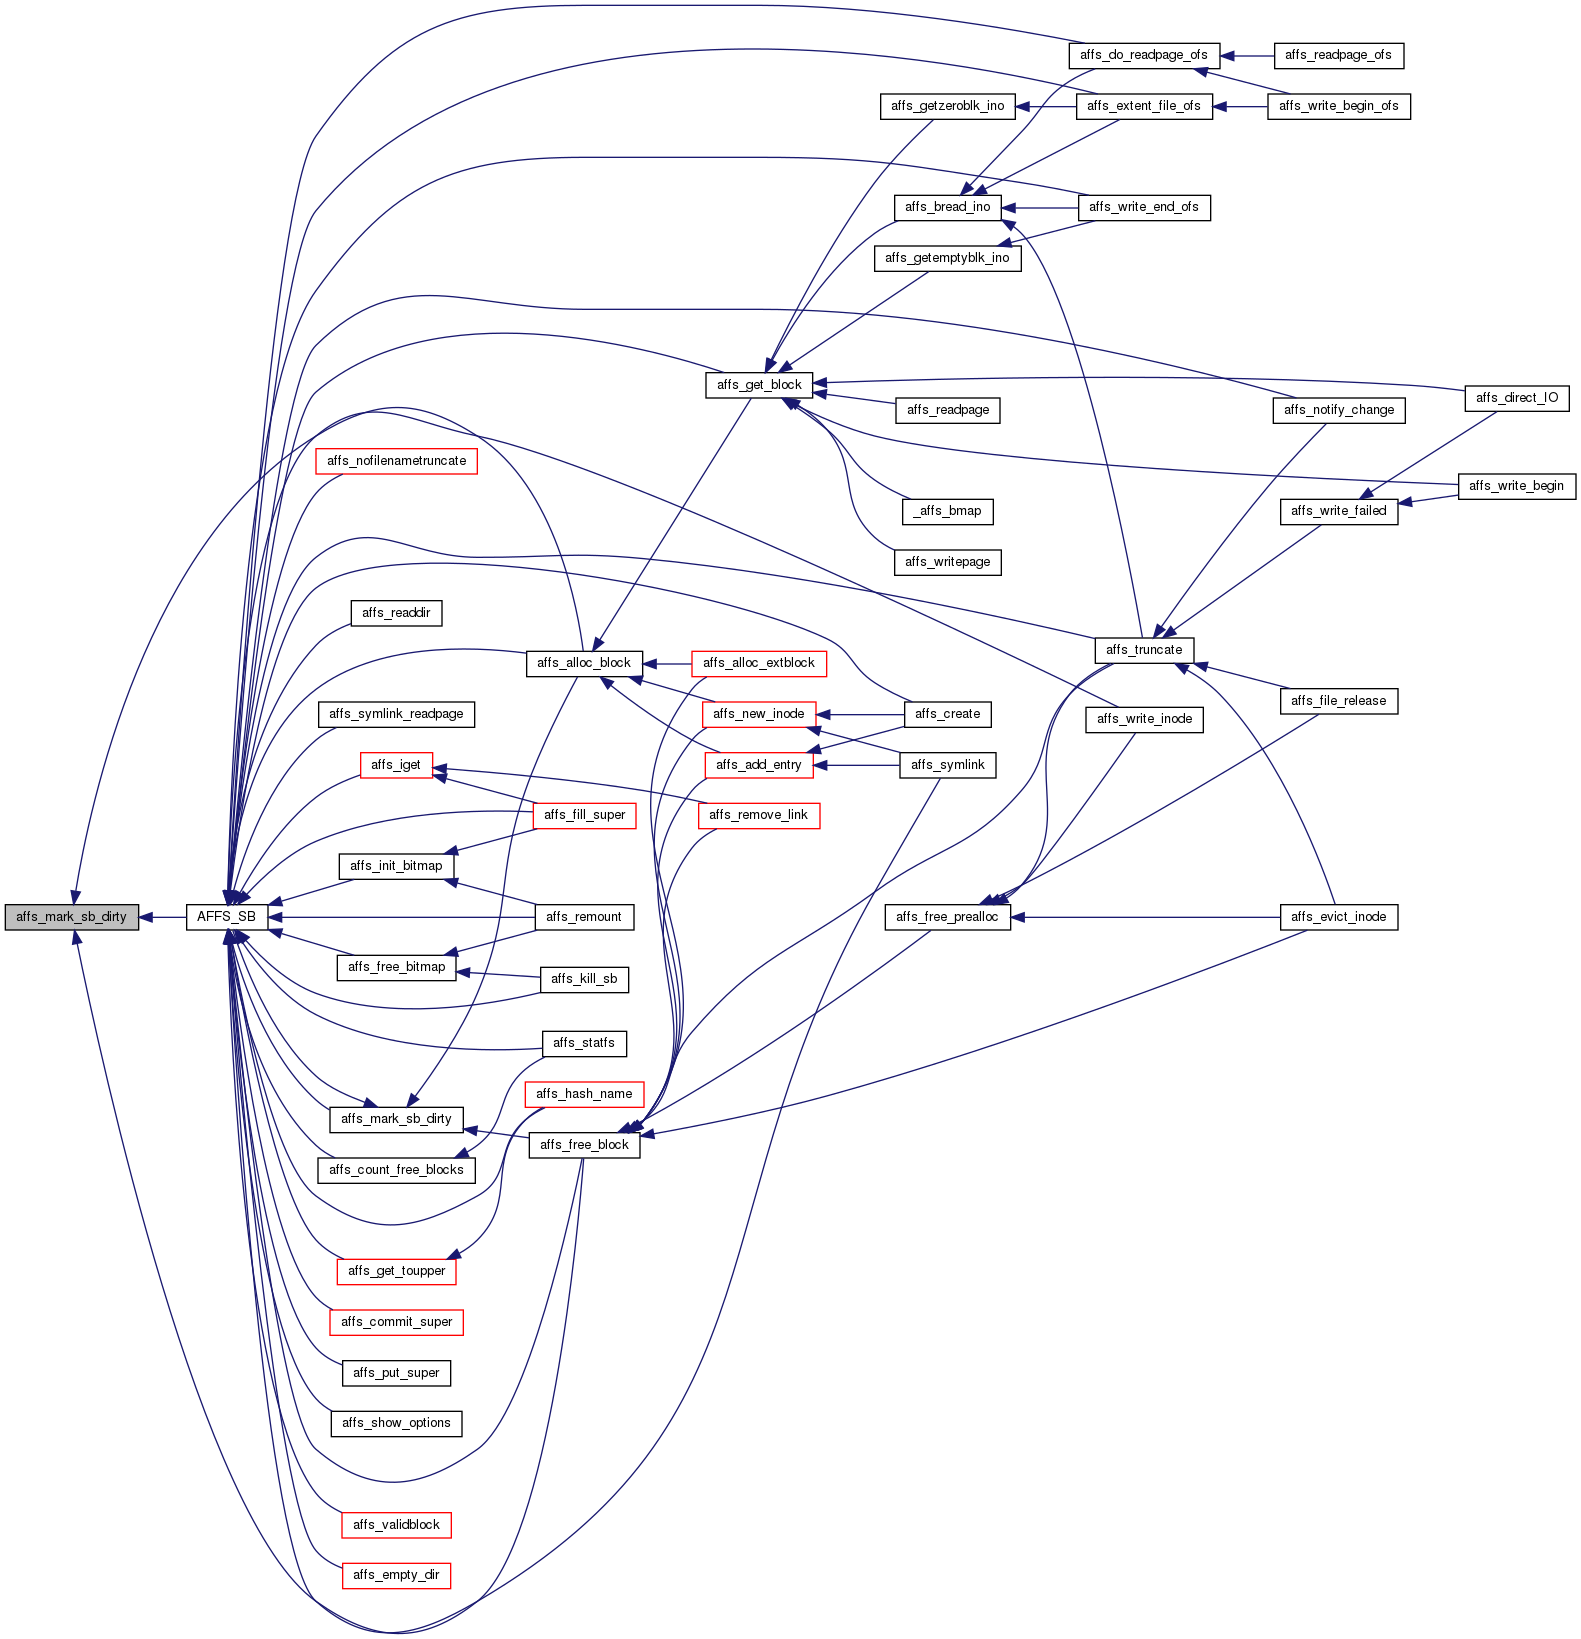 affs_do_readpage_ofs
affs_readpage_ofs
affs_getzeroblk_ino
affs_extent_file_ofs
affs_write_begin_ofs
affs_bread_ino
affs_write_end_ofs
affs_getemptyblk_ino
affs_get_block
affs_direct_IO
affs_readpage
affs_notify_change
affs_nofilenametruncate
affs_write_begin
_affs_bmap
affs_write_failed
affs_writepage
affs_readdir
affs_truncate
affs_alloc_block
affs_alloc_extblock
affs_file_release
affs_symlink_readpage
affs_new_inode
affs_create
affs_write_inode
affs_iget
affs_add_entry
affs_symlink
affs_fill_super
affs_remove_link
affs_init_bitmap
affs_mark_sb_dirty
AFFS_SB
affs_remount
affs_free_prealloc
affs_evict_inode
affs_free_bitmap
affs_kill_sb
affs_statfs
affs_hash_name
affs_mark_sb_dirty
affs_free_block
affs_count_free_blocks
affs_get_toupper
affs_commit_super
affs_put_super
affs_show_options
affs_validblock
affs_empty_dir